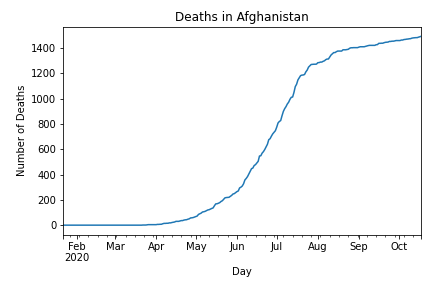 Deaths in Afghanistan
Number of Deaths
1400
1200
1000
800
600
400
200
0
Feb Mar Apr May Jun Jul Aug Sep Oct
2020
Day